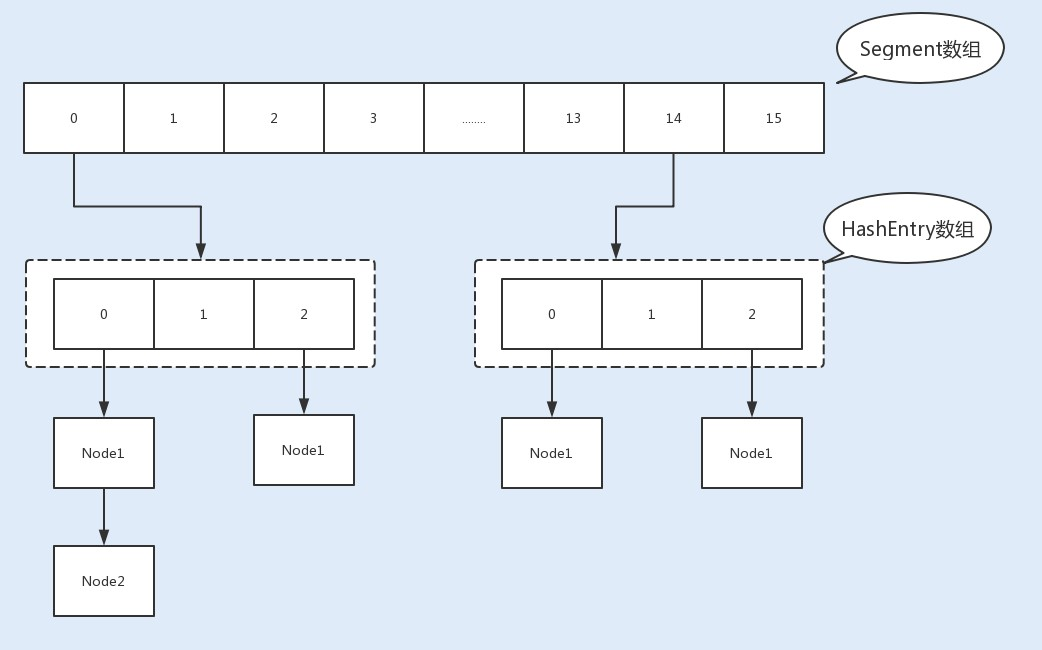 Segment数组
0 1 2 3 ........ 13 14 15
HashEntry数组
0 1 2 0 1 2
Node1 Node1 Node1 Node1
Node2